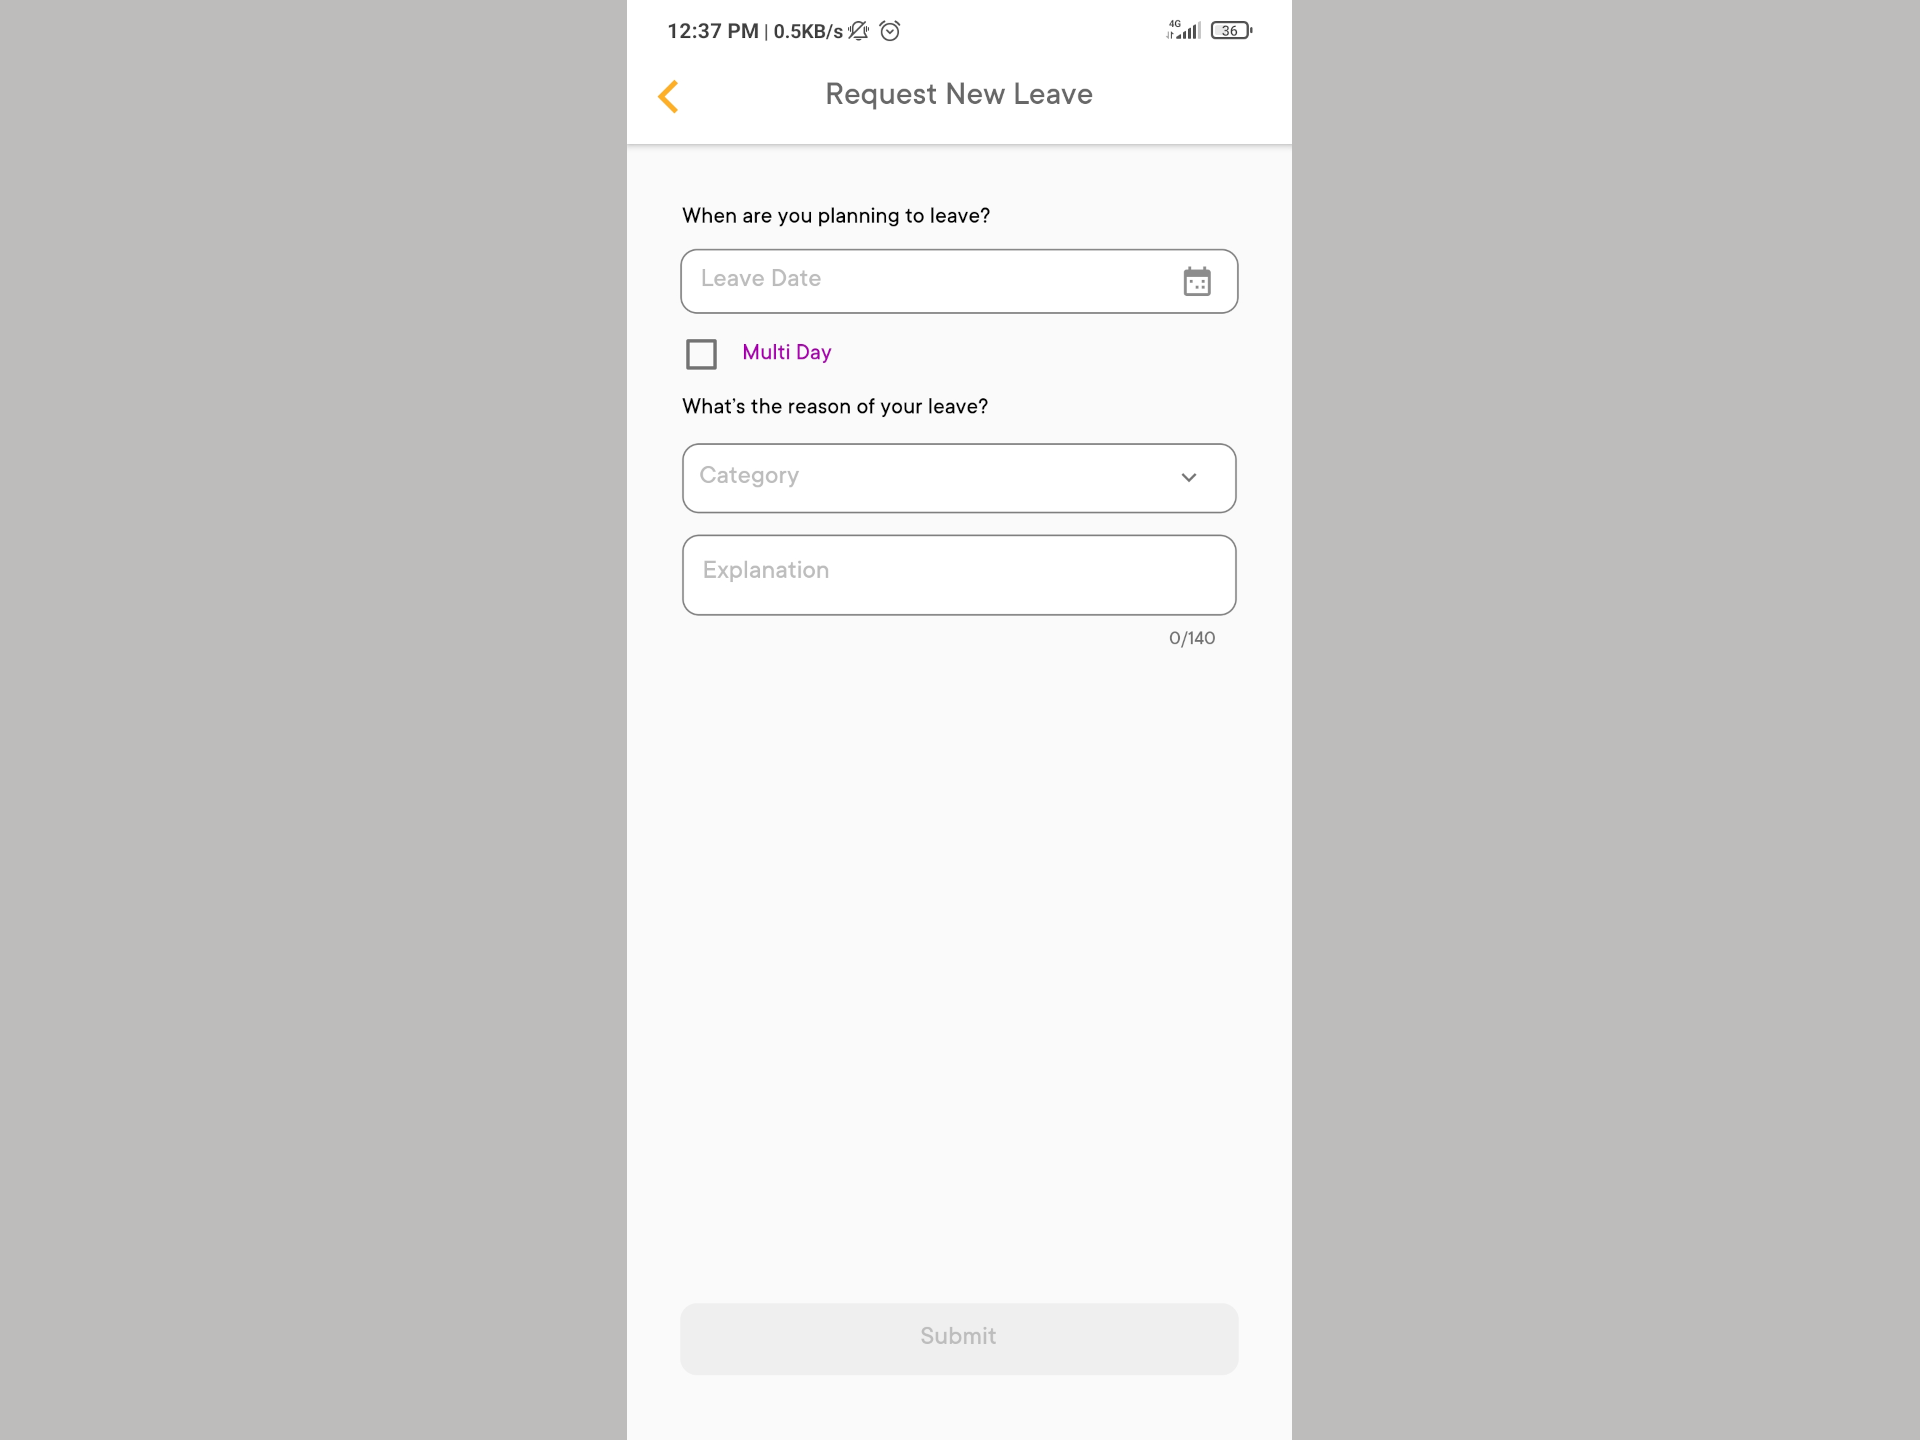 12:37 PM | 0.5KB/s 4G 36
Request New Leave
When are you planning to leave?
Leave Date
Multi Day
What's the reason of your leave?
Category
Explanation
0/140
Submit